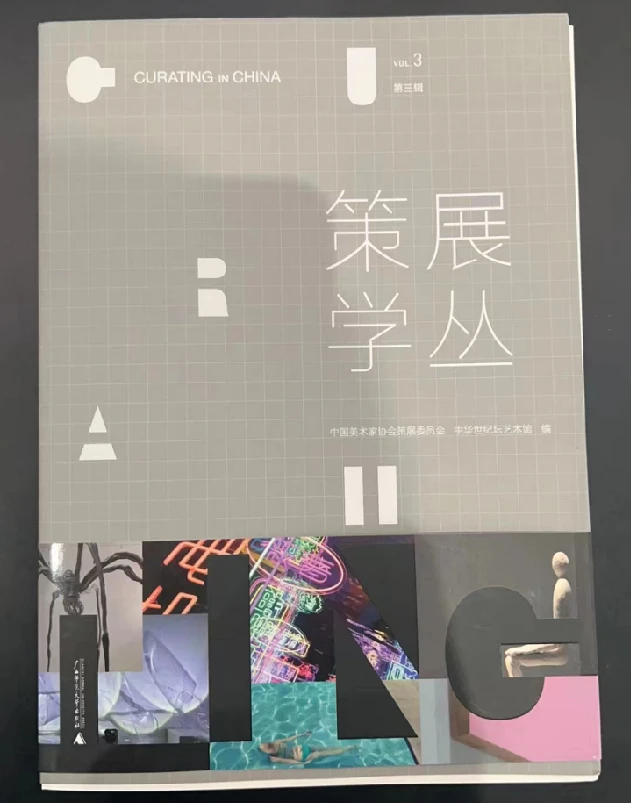 CURATING IN CHINA
VOL.3
第三辑
策展
学丛
中国美术家协会策展委员会 中华世纪坛艺术馆 编